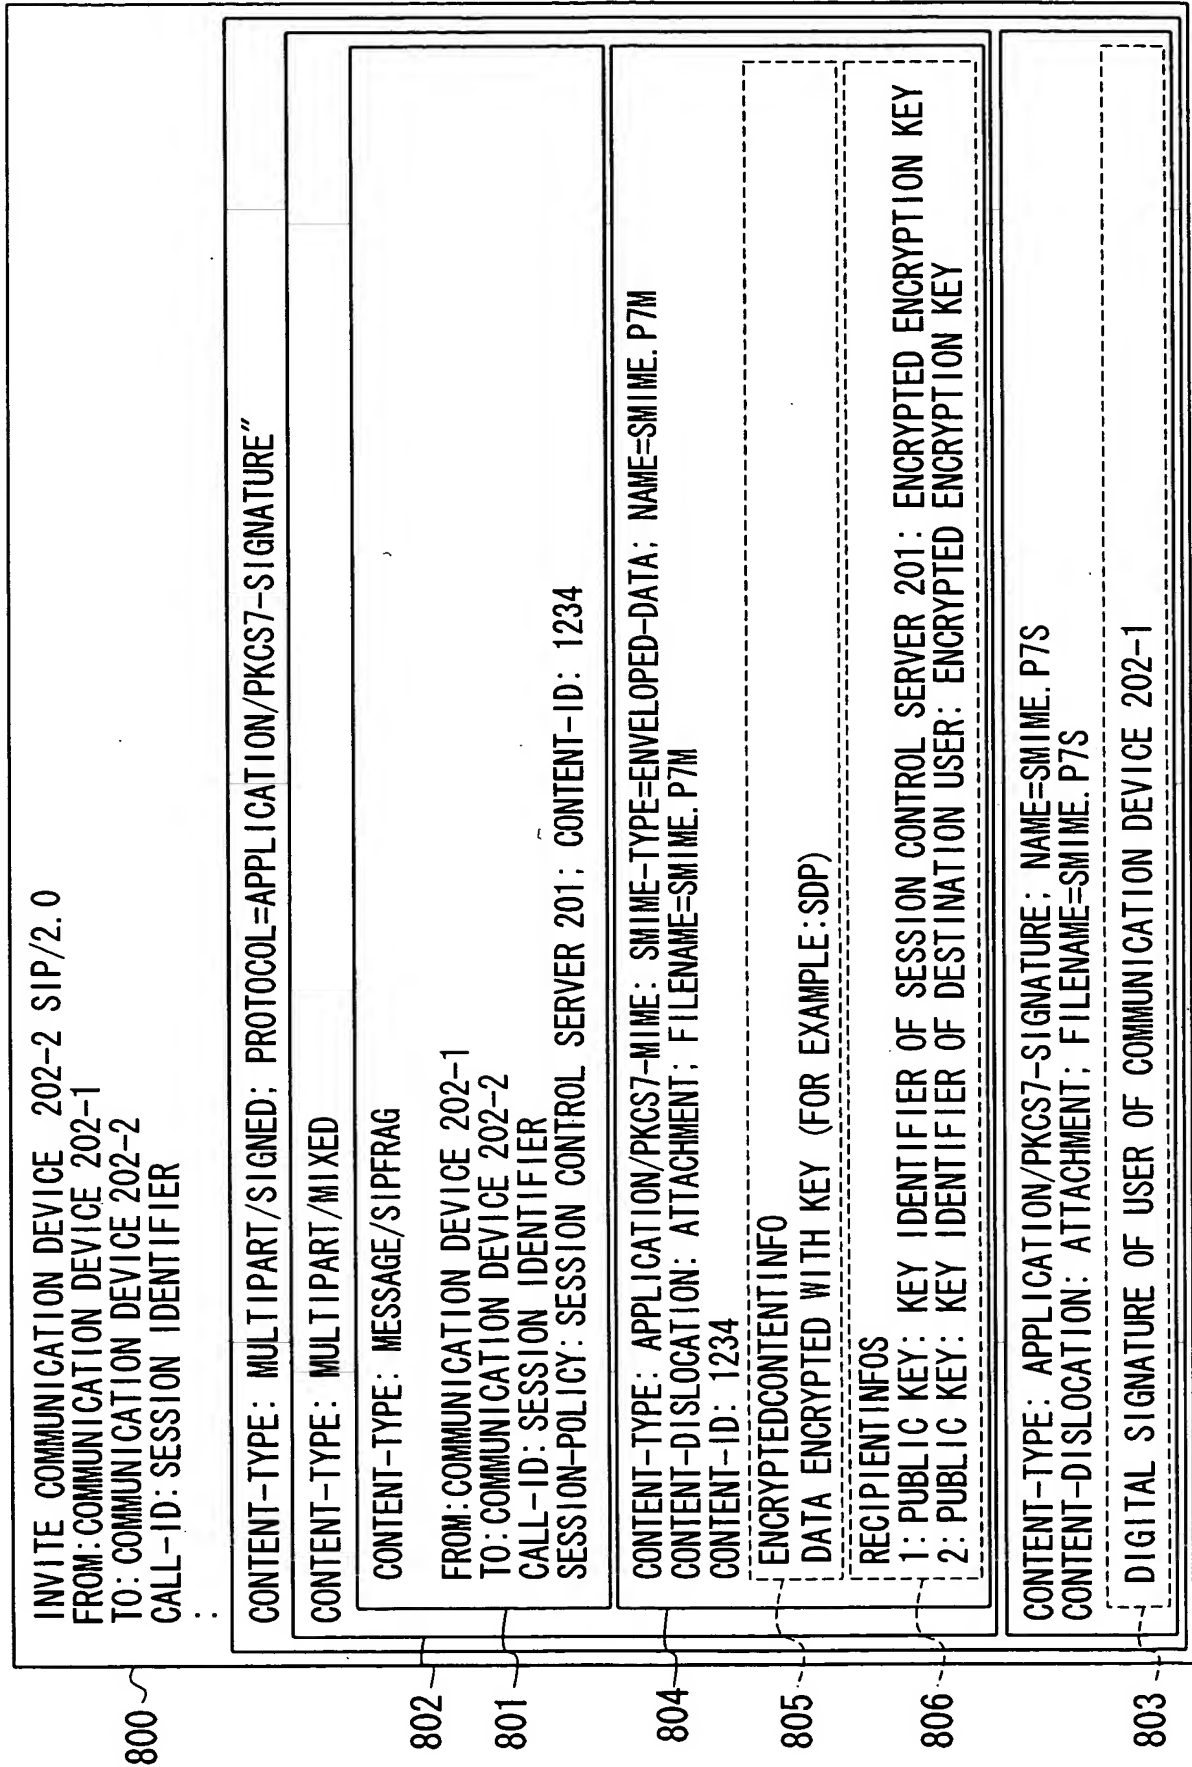 INVITE COMMUNICATION DEVICE 202-2 SIP/2.0
FROM:COMMUNICATION DEVICE 202-1
TO:COMMUNICATION DEVICE 202-2
CALL-ID:SESSION IDENTIFIER
:
CONTENT-TYPE: MULTIPART/SIGNED; PROTOCOL=APPLICATION/PKCS7-SIGNATURE"
CONTENT-TYPE: MULTIPART/MIXED
CONTENT-TYPE: MESSAGE/SIPFRAG
FROM:COMMUNICATION DEVICE 202-1
TO:COMMUNICATION DEVICE 202-2
CALL-ID:SESSION IDENTIFIER
SESSION-POLICY:SESSION CONTROL SERVER 201; CONTENT-ID: 1234
CONTENT-TYPE: APPLICATION/PKCS7-MIME: SMIME-TYPE=ENVELOPED-DATA; NAME=SMIME.P7M
CONTENT-DISLOCATION: ATTACHMENT; FILENAME=SMIME.P7M
CONTENT-ID: 1234
ENCRYPTEDCONTENTINFO
DATA ENCRYPTED WITH KEY (FOR EXAMPLE:SDP)
RECIPIENTINFOS
1: PUBLIC KEY: KEY IDENTIFIER OF SESSION CONTROL SERVER 201: ENCRYPTED ENCRYPTION KEY
2: PUBLIC KEY: KEY IDENTIFIER OF DESTINATION USER: ENCRYPTED ENCRYPTION KEY
CONTENT-TYPE: APPLICATION/PKCS7-SIGNATURE; NAME=SMIME.P7S
CONTENT-DISLOCATION: ATTACHMENT; FILENAME=SMIME.P7S
DIGITAL SIGNATURE OF USER OF COMMUNICATION DEVICE 202-1
800
802
801
804
805
806
803